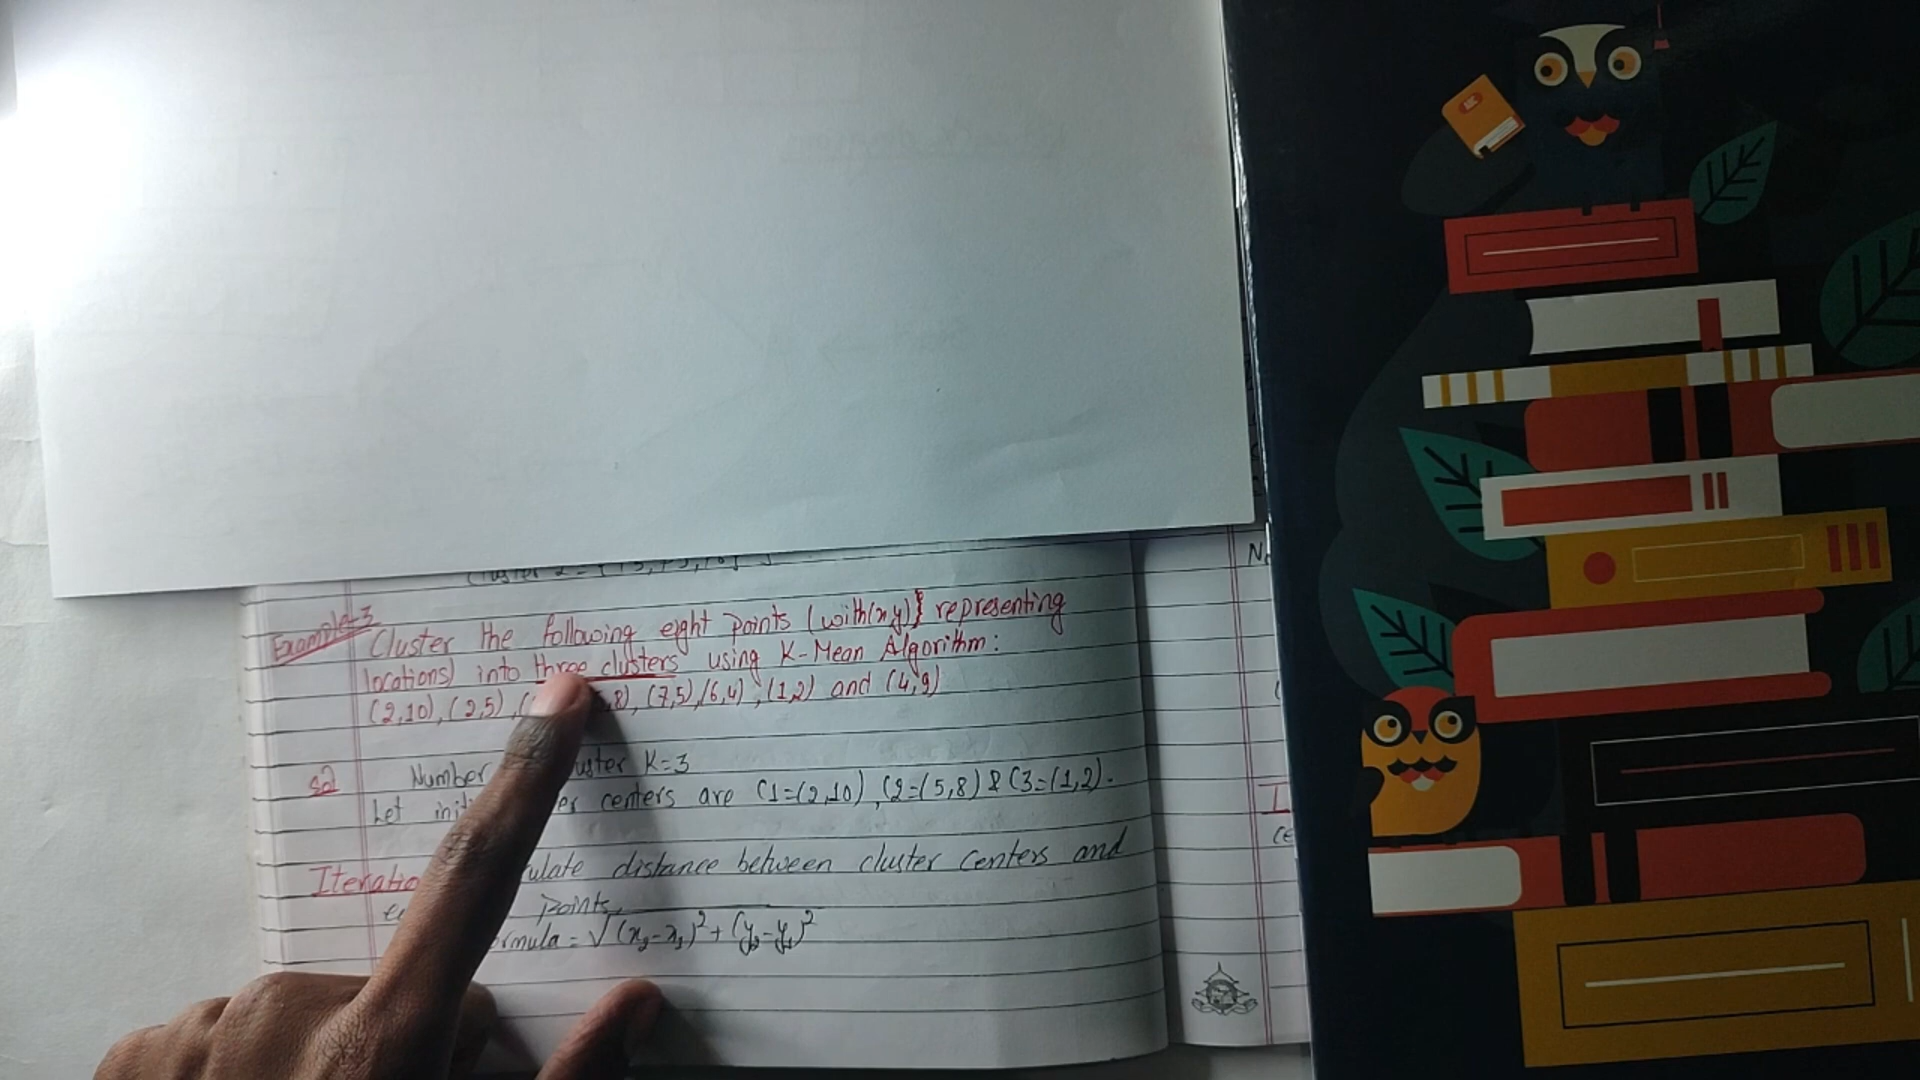 Example-3
Cluster the following eight points (with(x,y)} representing
locations) into three clusters using K-Mean Algorithm:
(2,10), (2,5), ( ,8), (7,5), (6,4), (1,2) and (4,9)
Sol Number K=3
Let centers are C1=(2,10), C2=(5,8) & C3=(1,2).
distance between cluster centers and
points,
= √(x₂-x₁)²+(y₂-y₁)²
ABC